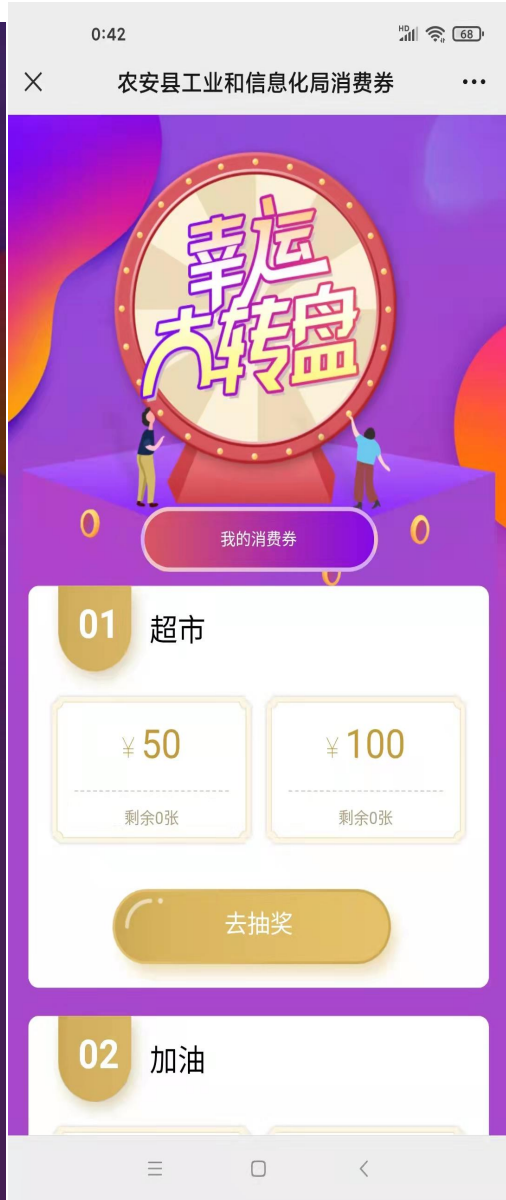 0:42
HD
68
农安县工业和信息化局消费券
幸运
大转盘
我的消费券
01 超市
¥50 ¥100
剩余0张 剩余0张
去抽奖
02 加油